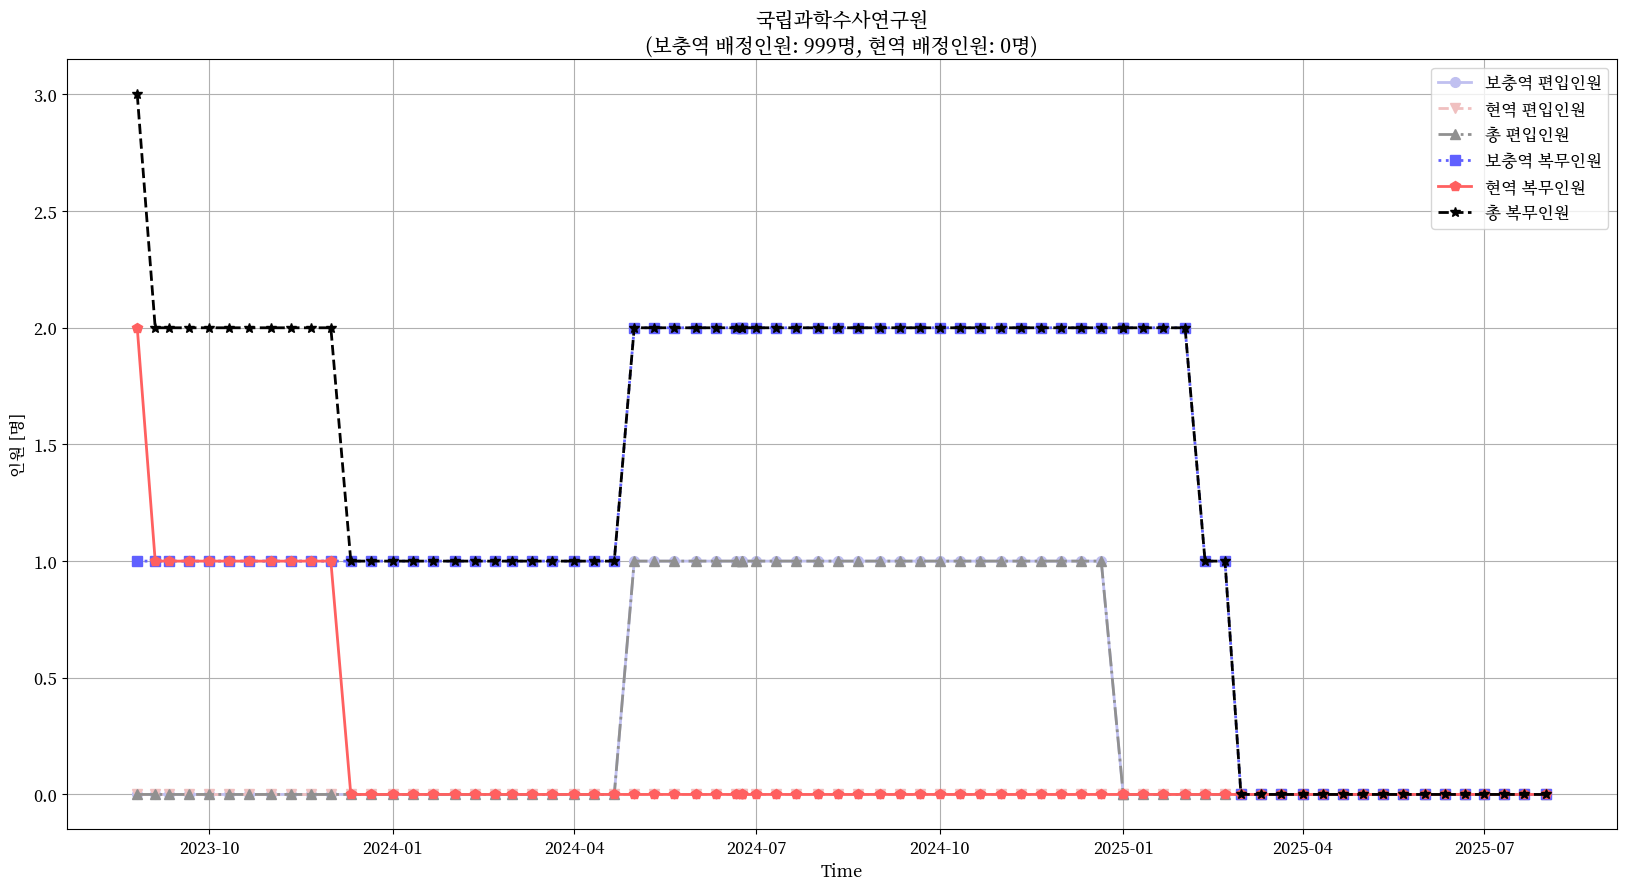 국립과학수사연구원
(보충역 배정인원: 999명, 현역 배정인원: 0명)
보충역 편입인원
현역 편입인원
총 편입인원
보충역 복무인원
현역 복무인원
총 복무인원
인원 [명]
3.0
2.5
2.0
1.5
1.0
0.5
0.0
2023-10
2024-01
2024-04
2024-07
2024-10
2025-01
2025-04
2025-07
Time